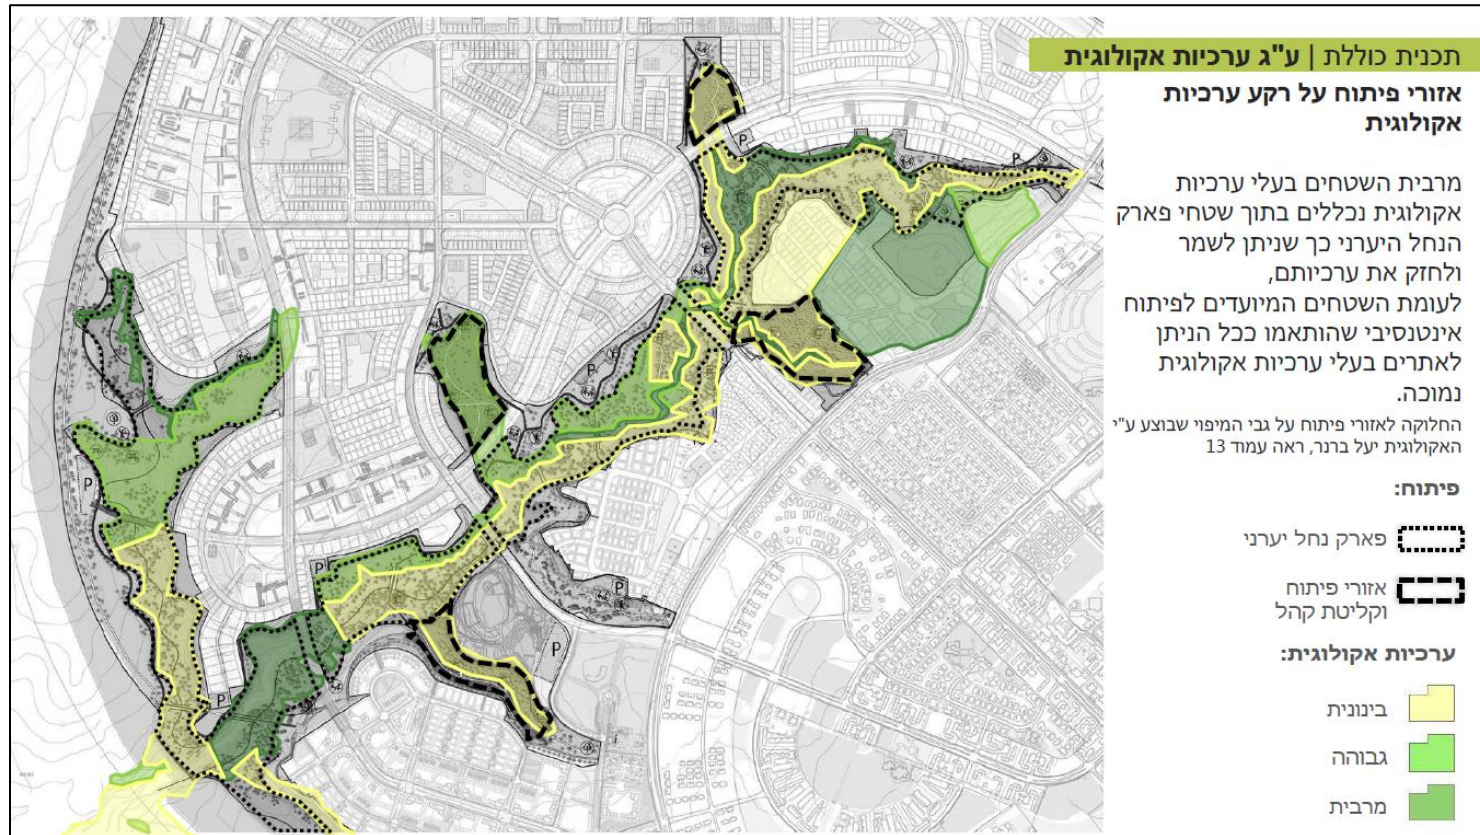 תכנית כוללת | ע"ג ערכיות אקולוגית
אזורי פיתוח על רקע ערכיות
אקולוגית
מרבית השטחים בעלי ערכיות
אקולוגית נכללים בתוך שטחי פארק
הנחל היערני כך שניתן לשמר
ולחזק את ערכיותם,
לעומת השטחים המיועדים לפיתוח
אינטנסיבי שהותאמו ככל הניתן
לאתרים בעלי ערכיות אקולוגית
נמוכה.
החלוקה לאזורי פיתוח על גבי המיפוי שבוצע ע"י
האקולוגית יעל ברנר, ראה עמוד 13
פיתוח:
פארק נחל יערני
אזורי פיתוח
וקליטת קהל
ערכיות אקולוגית:
בינונית
גבוהה
מרבית
P
P
P
P
P
P
P
P